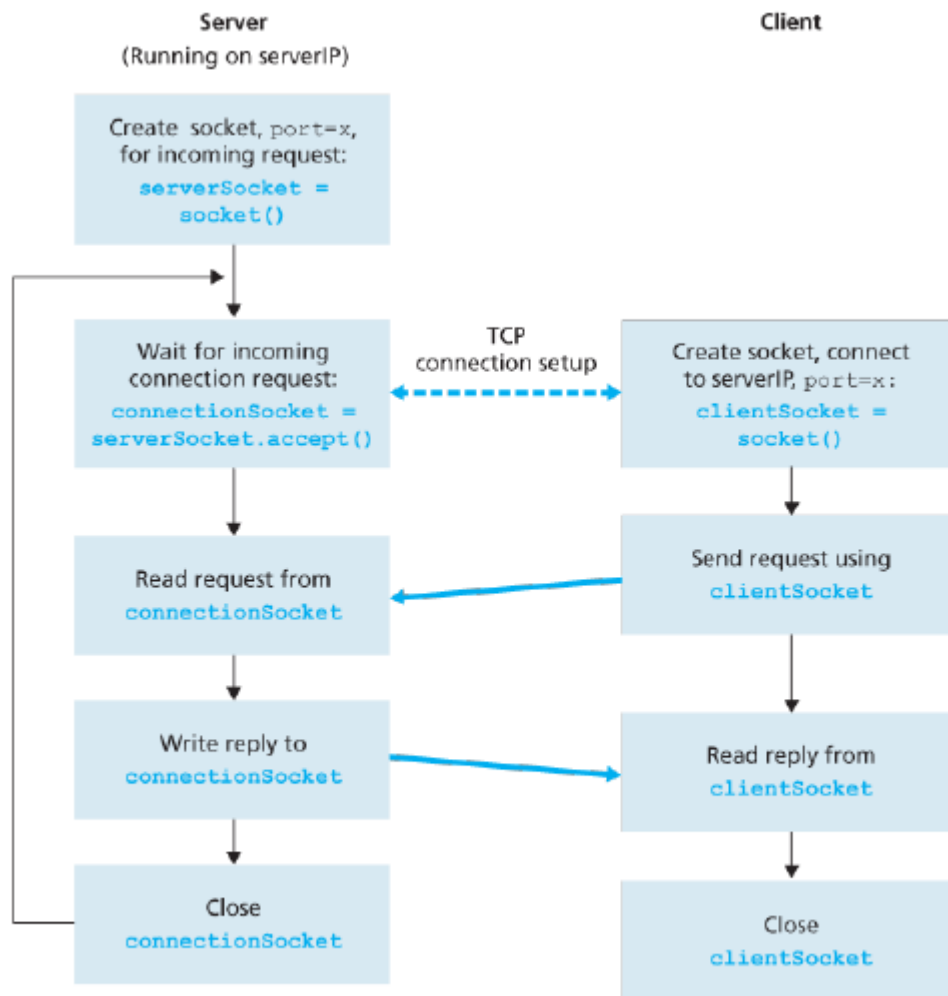 Server
(Running on serverIP)
Create socket, port=x,
for incoming request:
serverSocket =
socket()
Wait for incoming
connection request:
connectionSocket =
serverSocket.accept()
Read request from
connectionSocket
Write reply to
connectionSocket
Close
connectionSocket
TCP
connection setup
Client
Create socket, connect
to serverIP, port=x:
clientSocket =
socket()
Send request using
clientSocket
Read reply from
clientSocket
Close
clientSocket